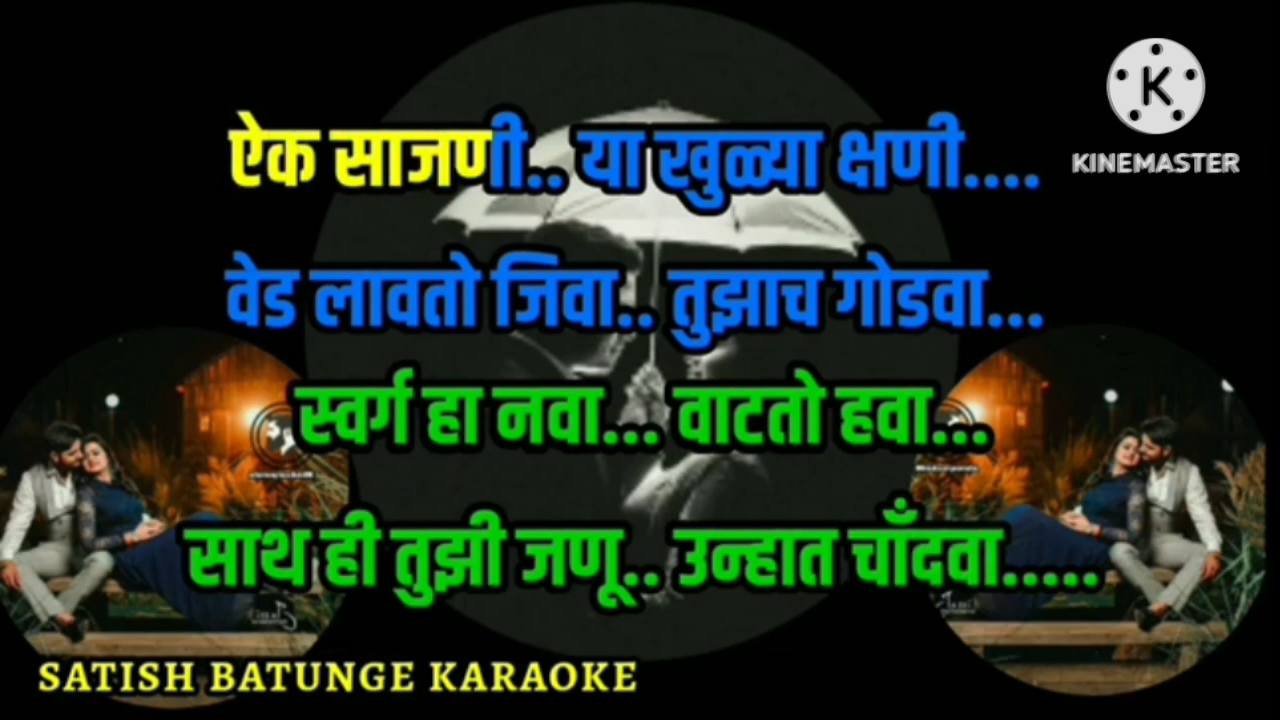 ऐक साजणी.. या खुळ्या क्षणी....
वेड लावतो जिवा.. तुझाच गोडवा...
स्वर्ग हा नवा... वाटतो हवा...
साथ ही तुझी जणू.. उन्हात चाँदवा.....
SATISH BATUNGE KARAOKE
K
KINEMASTER